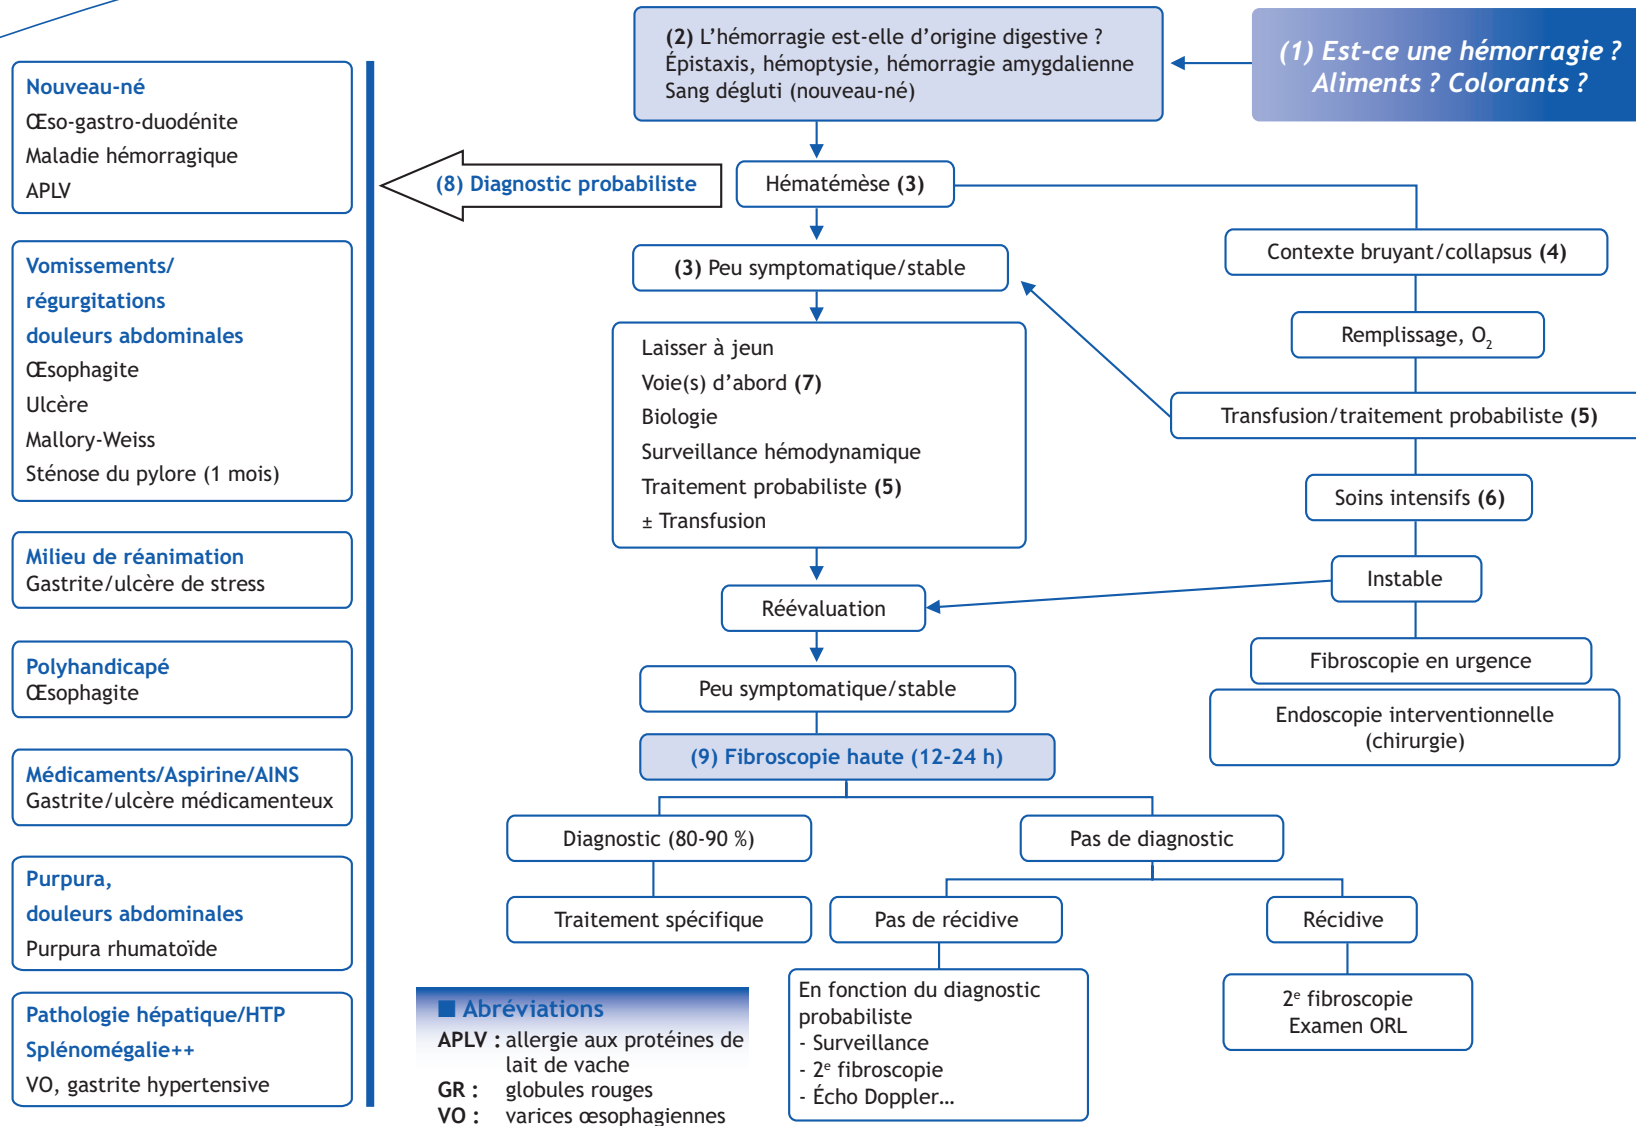 (1) Est-ce une hémorragie ?
Aliments ? Colorants ?
(2) L’hémorragie est-elle d’origine digestive ?
Épistaxis, hémoptysie, hémorragie amygdalienne
Sang dégluti (nouveau-né)
Hématémèse (3)
(8) Diagnostic probabiliste
Nouveau-né
Œso-gastro-duodénite
Maladie hémorragique
APLV
Vomissements/
régurgitations
douleurs abdominales
Œsophagite
Ulcère
Mallory-Weiss
Sténose du pylore (1 mois)
Milieu de réanimation
Gastrite/ulcère de stress
Polyhandicapé
Œsophagite
Médicaments/Aspirine/AINS
Gastrite/ulcère médicamenteux
Purpura,
douleurs abdominales
Purpura rhumatoïde
Pathologie hépatique/HTP
Splénomégalie++
VO, gastrite hypertensive
(3) Peu symptomatique/stable
Laisser à jeun
Voie(s) d’abord (7)
Biologie
Surveillance hémodynamique
Traitement probabiliste (5)
± Transfusion
Réévaluation
Peu symptomatique/stable
(9) Fibroscopie haute (12-24 h)
Contexte bruyant/collapsus (4)
Remplissage, O2
Transfusion/traitement probabiliste (5)
Soins intensifs (6)
Instable
Fibroscopie en urgence
Endoscopie interventionnelle
(chirurgie)
Diagnostic (80-90 %)
Pas de diagnostic
Traitement spécifique
Pas de récidive
Récidive
En fonction du diagnostic
probabiliste
- Surveillance
- 2e fibroscopie
- Écho Doppler…
2e fibroscopie
Examen ORL
■ Abréviations
APLV : allergie aux protéines de
lait de vache
GR : globules rouges
VO : varices œsophagiennes